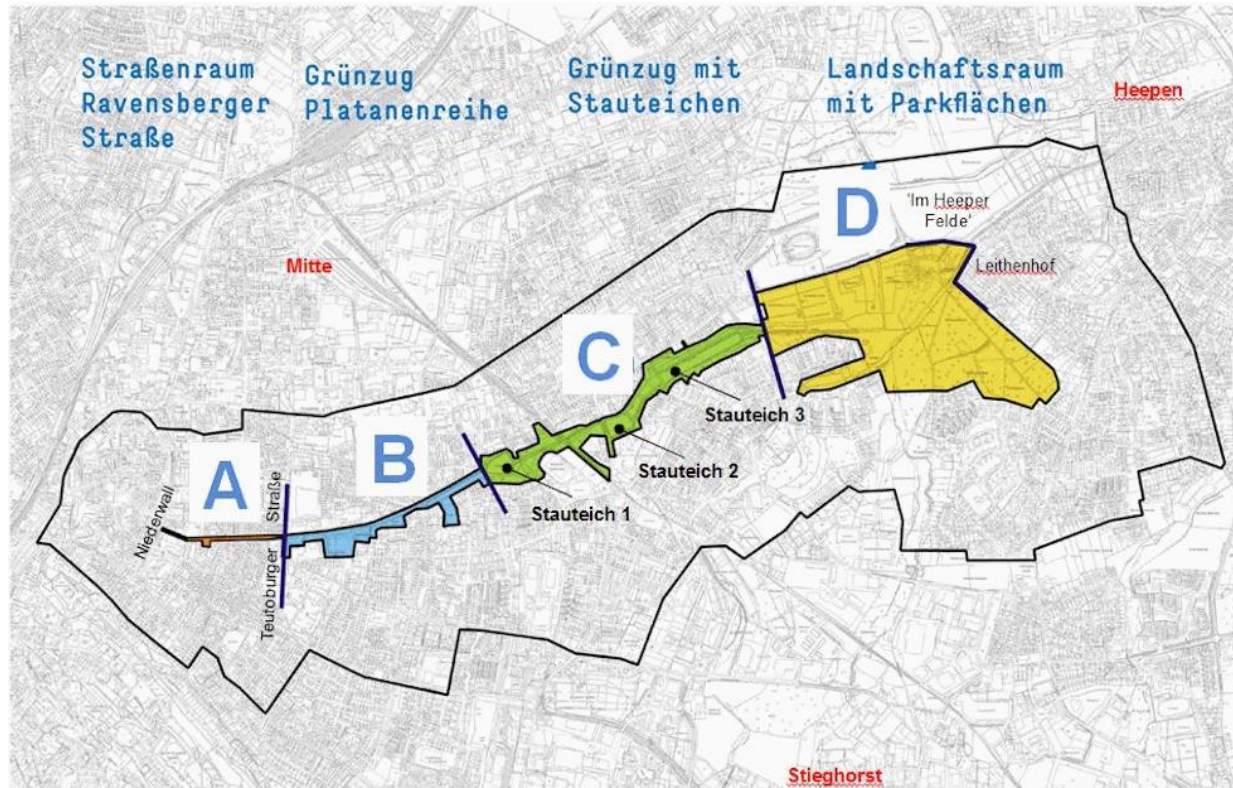 Straßenraum
Ravensberger
Straße
Grünzug
Platanenreihe
Grünzug mit
Stauteichen
Landschaftsraum
mit Parkflächen
Heepen
Mitte
'Im Heeper
Felde'
Leithenhof
A
B
C
D
Stauteich 3
Stauteich 2
Stauteich 1
Niederwall
Teutoburger Straße
Stieghorst